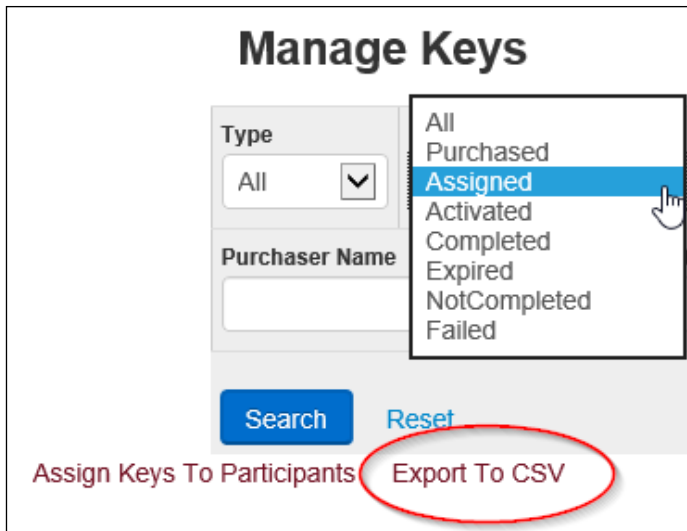 Manage Keys
Type
All
All
Purchased
Assigned
Activated
Completed
Expired
NotCompleted
Failed
Purchaser Name
Search Reset
Assign Keys To Participants Export To CSV